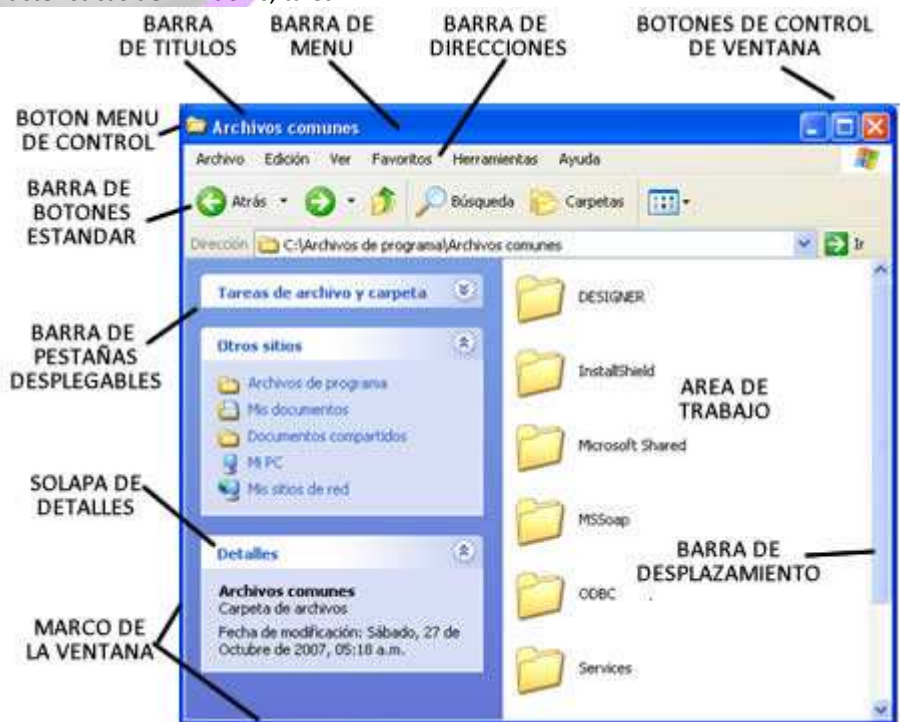 BARRA
DE TITULOS
BARRA DE
MENU
BARRA DE
DIRECCIONES
BOTONES DE CONTROL
DE VENTANA
BOTON MENU
DE CONTROL
Archivos comunes
Archivo Edición Ver Favoritos Herramientas Ayuda
BARRA DE
BOTONES
ESTANDAR
Atrás Búsqueda Carpetas
Dirección C:\Archivos de programa\Archivos comunes Ir
BARRA DE
PESTAÑAS
DESPLEGABLES
Tareas de archivo y carpeta
Otros sitios
Archivos de programa
Mis documentos
Documentos compartidos
Mi PC
Mis sitios de red
SOLAPA DE
DETALLES
Detalles
Archivos comunes
Carpeta de archivos
Fecha de modificación: Sábado, 27 de
Octubre de 2007, 05:18 a.m.
MARCO DE
LA VENTANA
DESIGNER
InstallShield
AREA DE
TRABAJO
Microsoft Shared
MSSoap
BARRA DE
DESPLAZAMIENTO
ODBC
Services